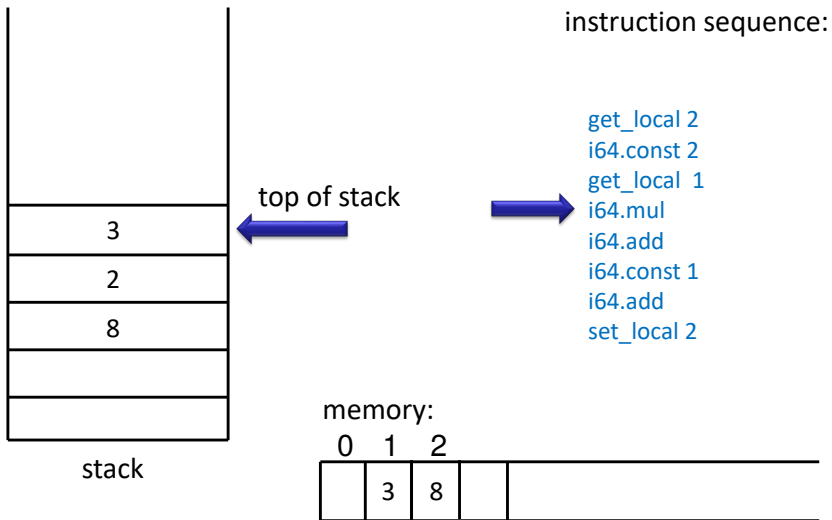 instruction sequence:
get_local 2
i64.const 2
get_local 1
i64.mul
i64.add
i64.const 1
i64.add
set_local 2
top of stack
3
2
8
stack
memory:
0 1 2
3 8